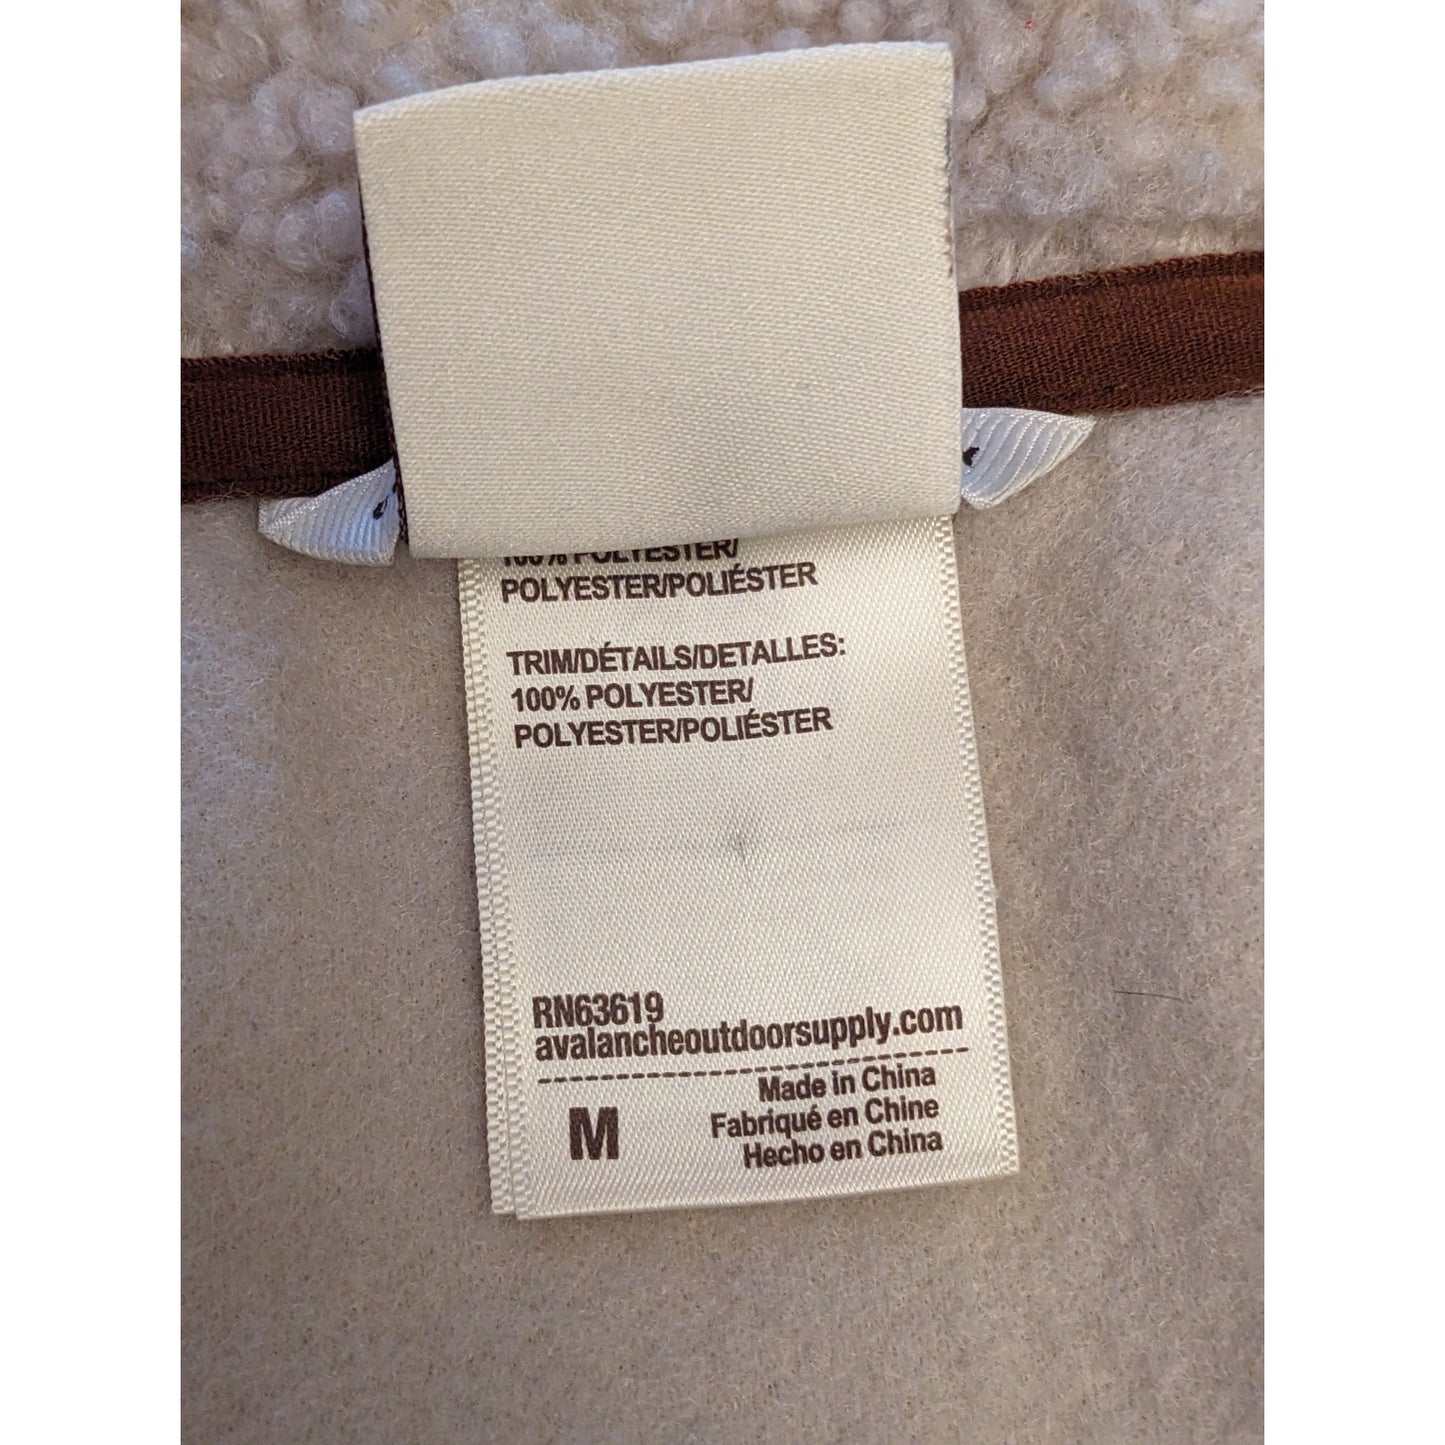 100% POLYESTER/
POLYESTER/POLIÉSTER
TRIM/DÉTAILS/DETALLES:
100% POLYESTER/
POLYESTER/POLIÉSTER
RN63619
avalancheoutdoorsupply.com
Made in China
Fabriqué en Chine
M
Hecho en China